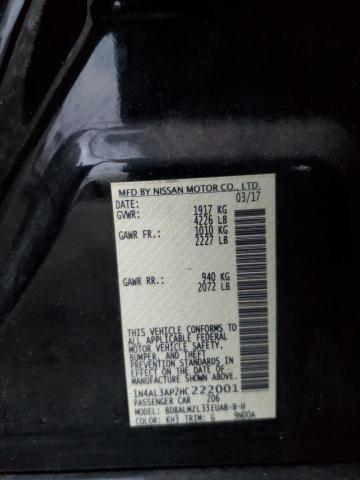 MFD BY NISSAN MOTOR CO., LTD.
DATE: 03/17
GVWR: 1917 KG
4226 LB
GAWR FR.: 1010 KG
2227 LB
GAWR RR.: 940 KG
2072 LB
THIS VEHICLE CONFORMS TO
ALL APPLICABLE FEDERAL
MOTOR VEHICLE SAFETY,
BUMPER, AND THEFT
PREVENTION STANDARDS
IN EFFECT ON THE DATE OF
MANUFACTURE SHOWN ABOVE.
1N4AL3AP2HC222001
PASSENGER CAR 206
MODEL: BDBALMZL33EUAB-B-H
COLOR: KH3 TRIM: G 9N00A